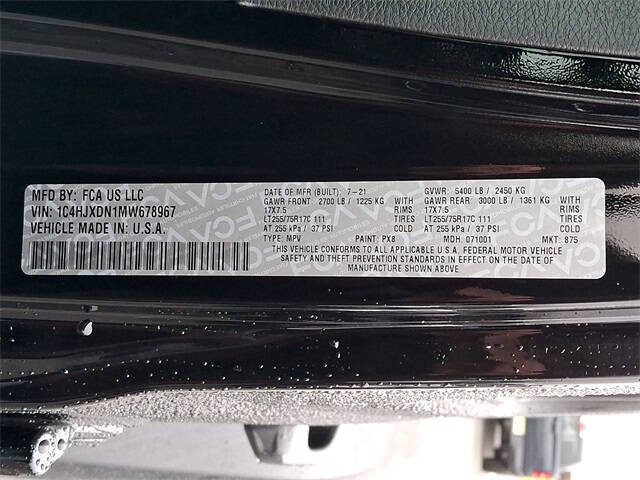 MFD BY: FCA US LLC
VIN: 1C4HJXDN1MW678967
VEHICLE MADE IN: U.S.A.
DATE OF MFR (BUILT): 7-21 GVWR: 5400 LB / 2450 KG
GAWR FRONT: 2700 LB / 1225 KG GAWR REAR: 3000 LB / 1361 KG
17X7.5 17X7.5
LT255/75R17C 111 TIRES LT255/75R17C 111 TIRES
AT 255 kPa / 37 PSI COLD AT 255 kPa / 37 PSI COLD
TYPE: MPV PAINT: PX8 MDH: 071001 MKT: 875
THIS VEHICLE CONFORMS TO ALL APPLICABLE U.S.A. FEDERAL MOTOR VEHICLE
SAFETY AND THEFT PREVENTION STANDARDS IN EFFECT ON THE DATE OF
MANUFACTURE SHOWN ABOVE.